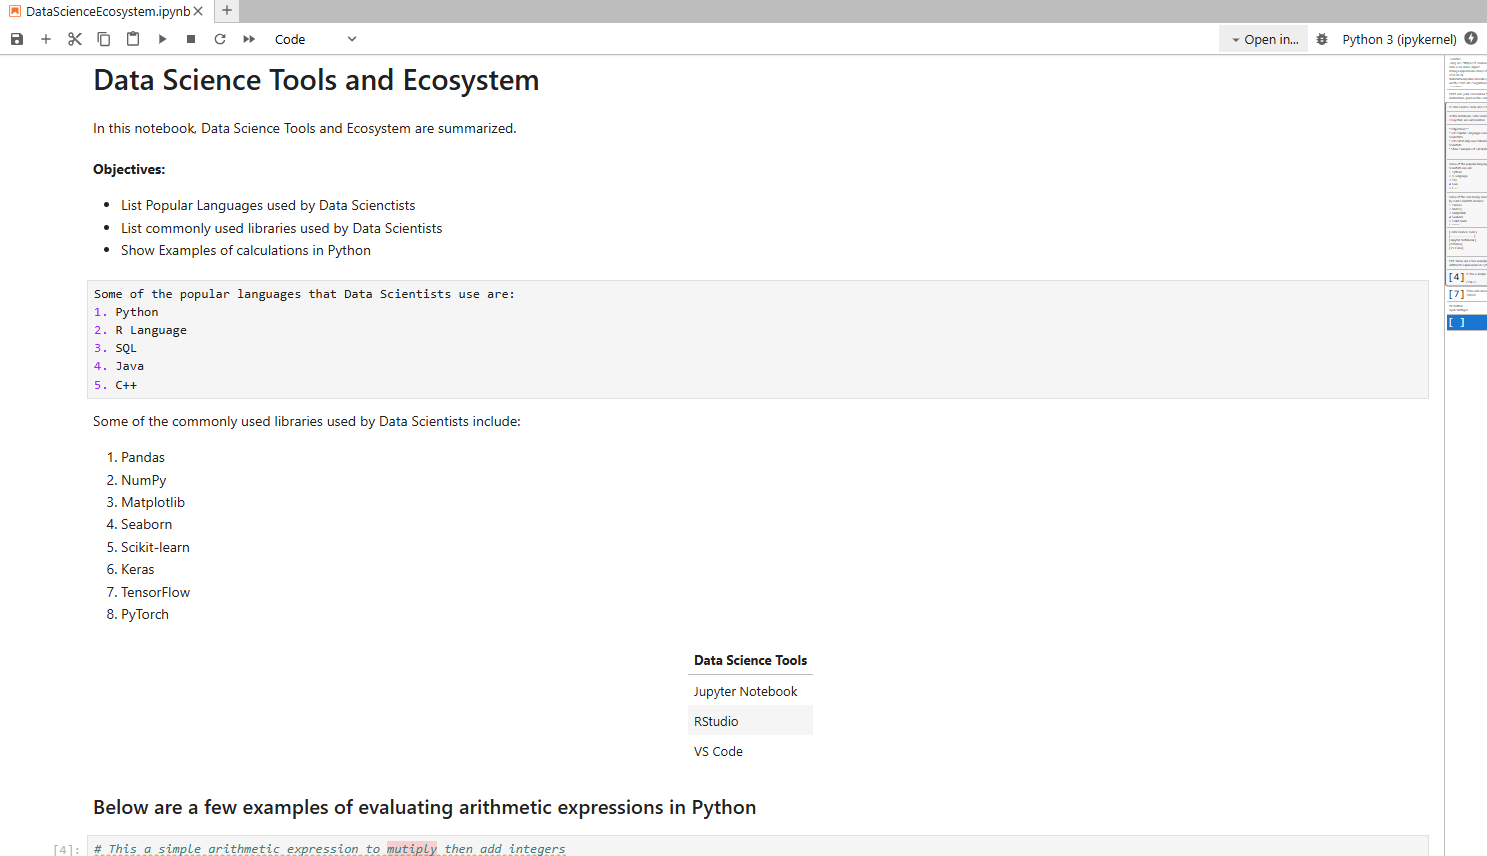 DataScienceEcosystem.ipynb
Code
Open in...
Python 3 (ipykernel)
Data Science Tools and Ecosystem
In this notebook, Data Science Tools and Ecosystem are summarized.
Objectives:
List Popular Languages used by Data Scienctists
List commonly used libraries used by Data Scientists
Show Examples of calculations in Python
Some of the popular languages that Data Scientists use are:
1. Python
2. R Language
3. SQL
4. Java
5. C++
Some of the commonly used libraries used by Data Scientists include:
1. Pandas
2. NumPy
3. Matplotlib
4. Seaborn
5. Scikit-learn
6. Keras
7. TensorFlow
8. PyTorch
Data Science Tools
Jupyter Notebook
RStudio
VS Code
Below are a few examples of evaluating arithmetic expressions in Python
[4]: # This a simple arithmetic expression to mutiply then add integers
[4]
[7]
[ ]